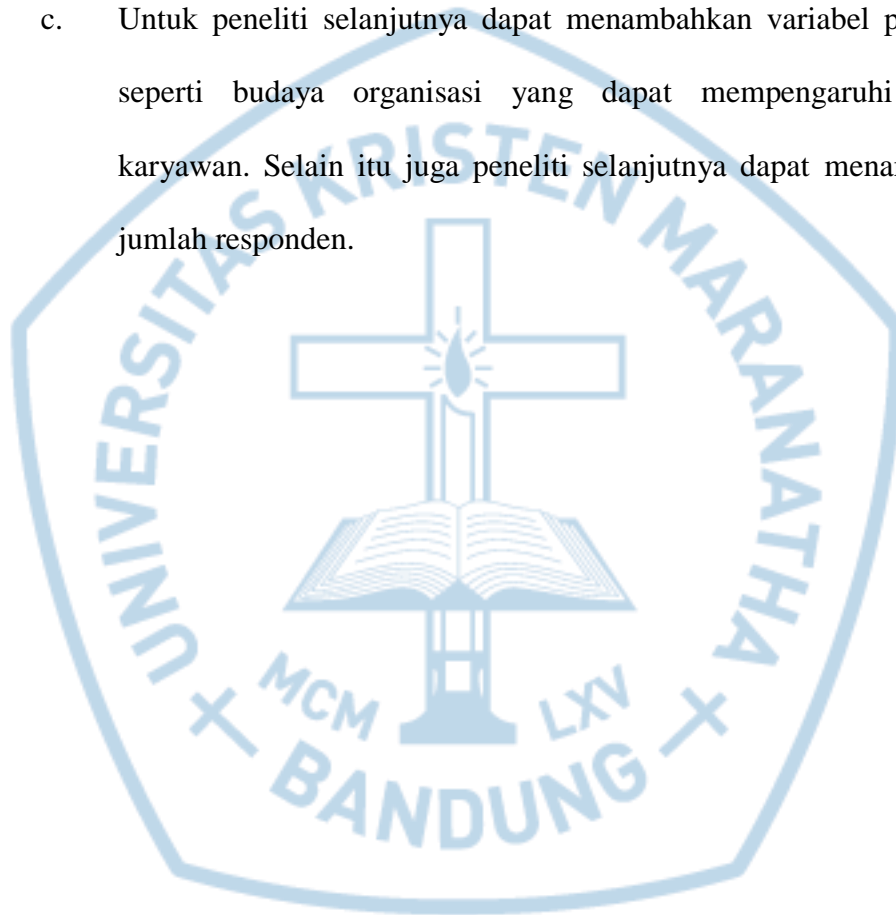 c. Untuk peneliti selanjutnya dapat menambahkan variabel
seperti budaya organisasi yang dapat mempengaruhi
karyawan. Selain itu juga peneliti selanjutnya dapat
jumlah responden.
UNIVERSITAS KRISTEN MARANATHA
MCM LXV
BANDUNG